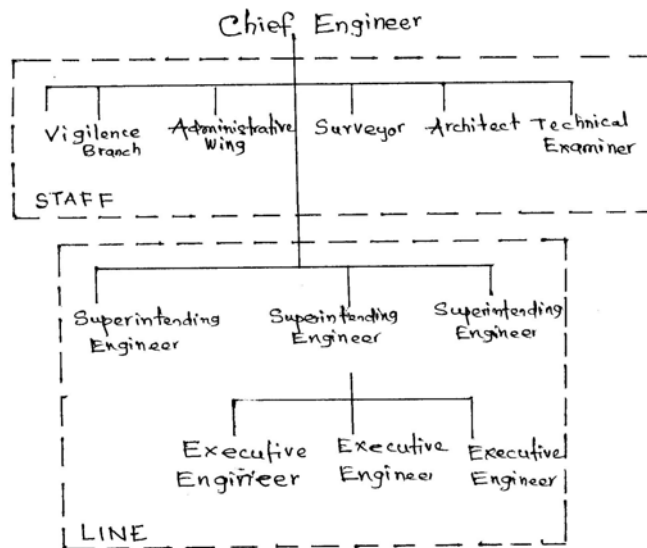 Chief Engineer
Vigilence
Branch
Administrative
Wing
Surveyor
Architect
Technical
Examiner
STAFF
Superintending
Engineer
Superintending
Engineer
Superintending
Engineer
Executive
Engineer
Executive
Engineer
Executive
Engineer
LINE